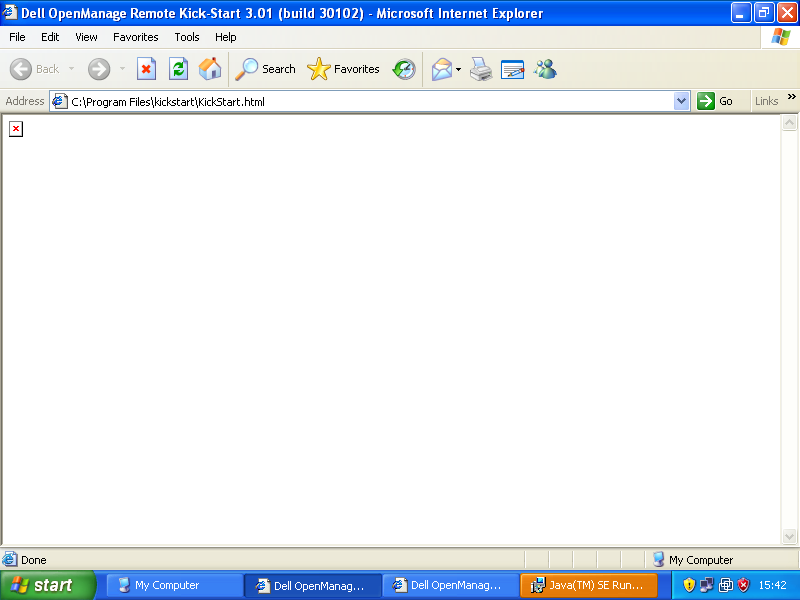 Dell OpenManage Remote Kick-Start 3.01 (build 30102) - Microsoft Internet Explorer
File Edit View Favorites Tools Help
Back Search Favorites
Address C:\Program Files\kickstart\KickStart.html Go Links »
Done My Computer
start My Computer Dell OpenManag... Dell OpenManag... Java(TM) SE Run... 15:42